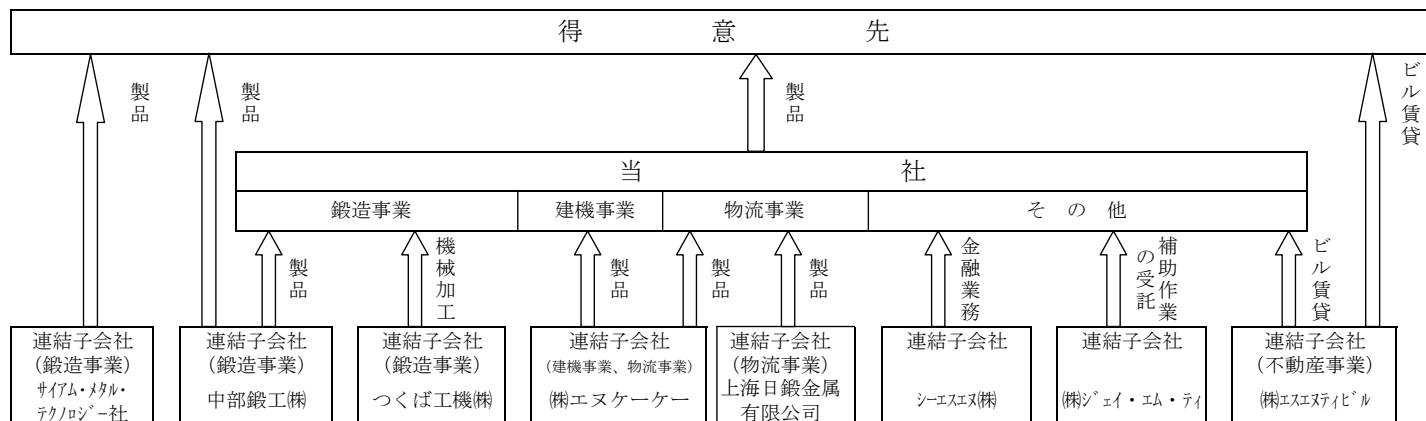 得意先
製品
製品
製品
ビル賃貸
当社
鍛造事業
建機事業
物流事業
その他
製品
機械加工
製品
製品
製品
金融業務
補助作業
の受託
ビル賃貸
連結子会社
(鍛造事業)
サイアム・メタル・
テクノロジー社
連結子会社
(鍛造事業)
中部鍛工㈱
連結子会社
(鍛造事業)
つくば工機㈱
連結子会社
(建機事業、物流事業)
㈱エヌケーケー
連結子会社
(物流事業)
上海日鍛金属
有限公司
連結子会社
シーエスエヌ㈱
連結子会社
㈱ジェイ・エム・ティ
連結子会社
(不動産事業)
㈱エスエヌティビル